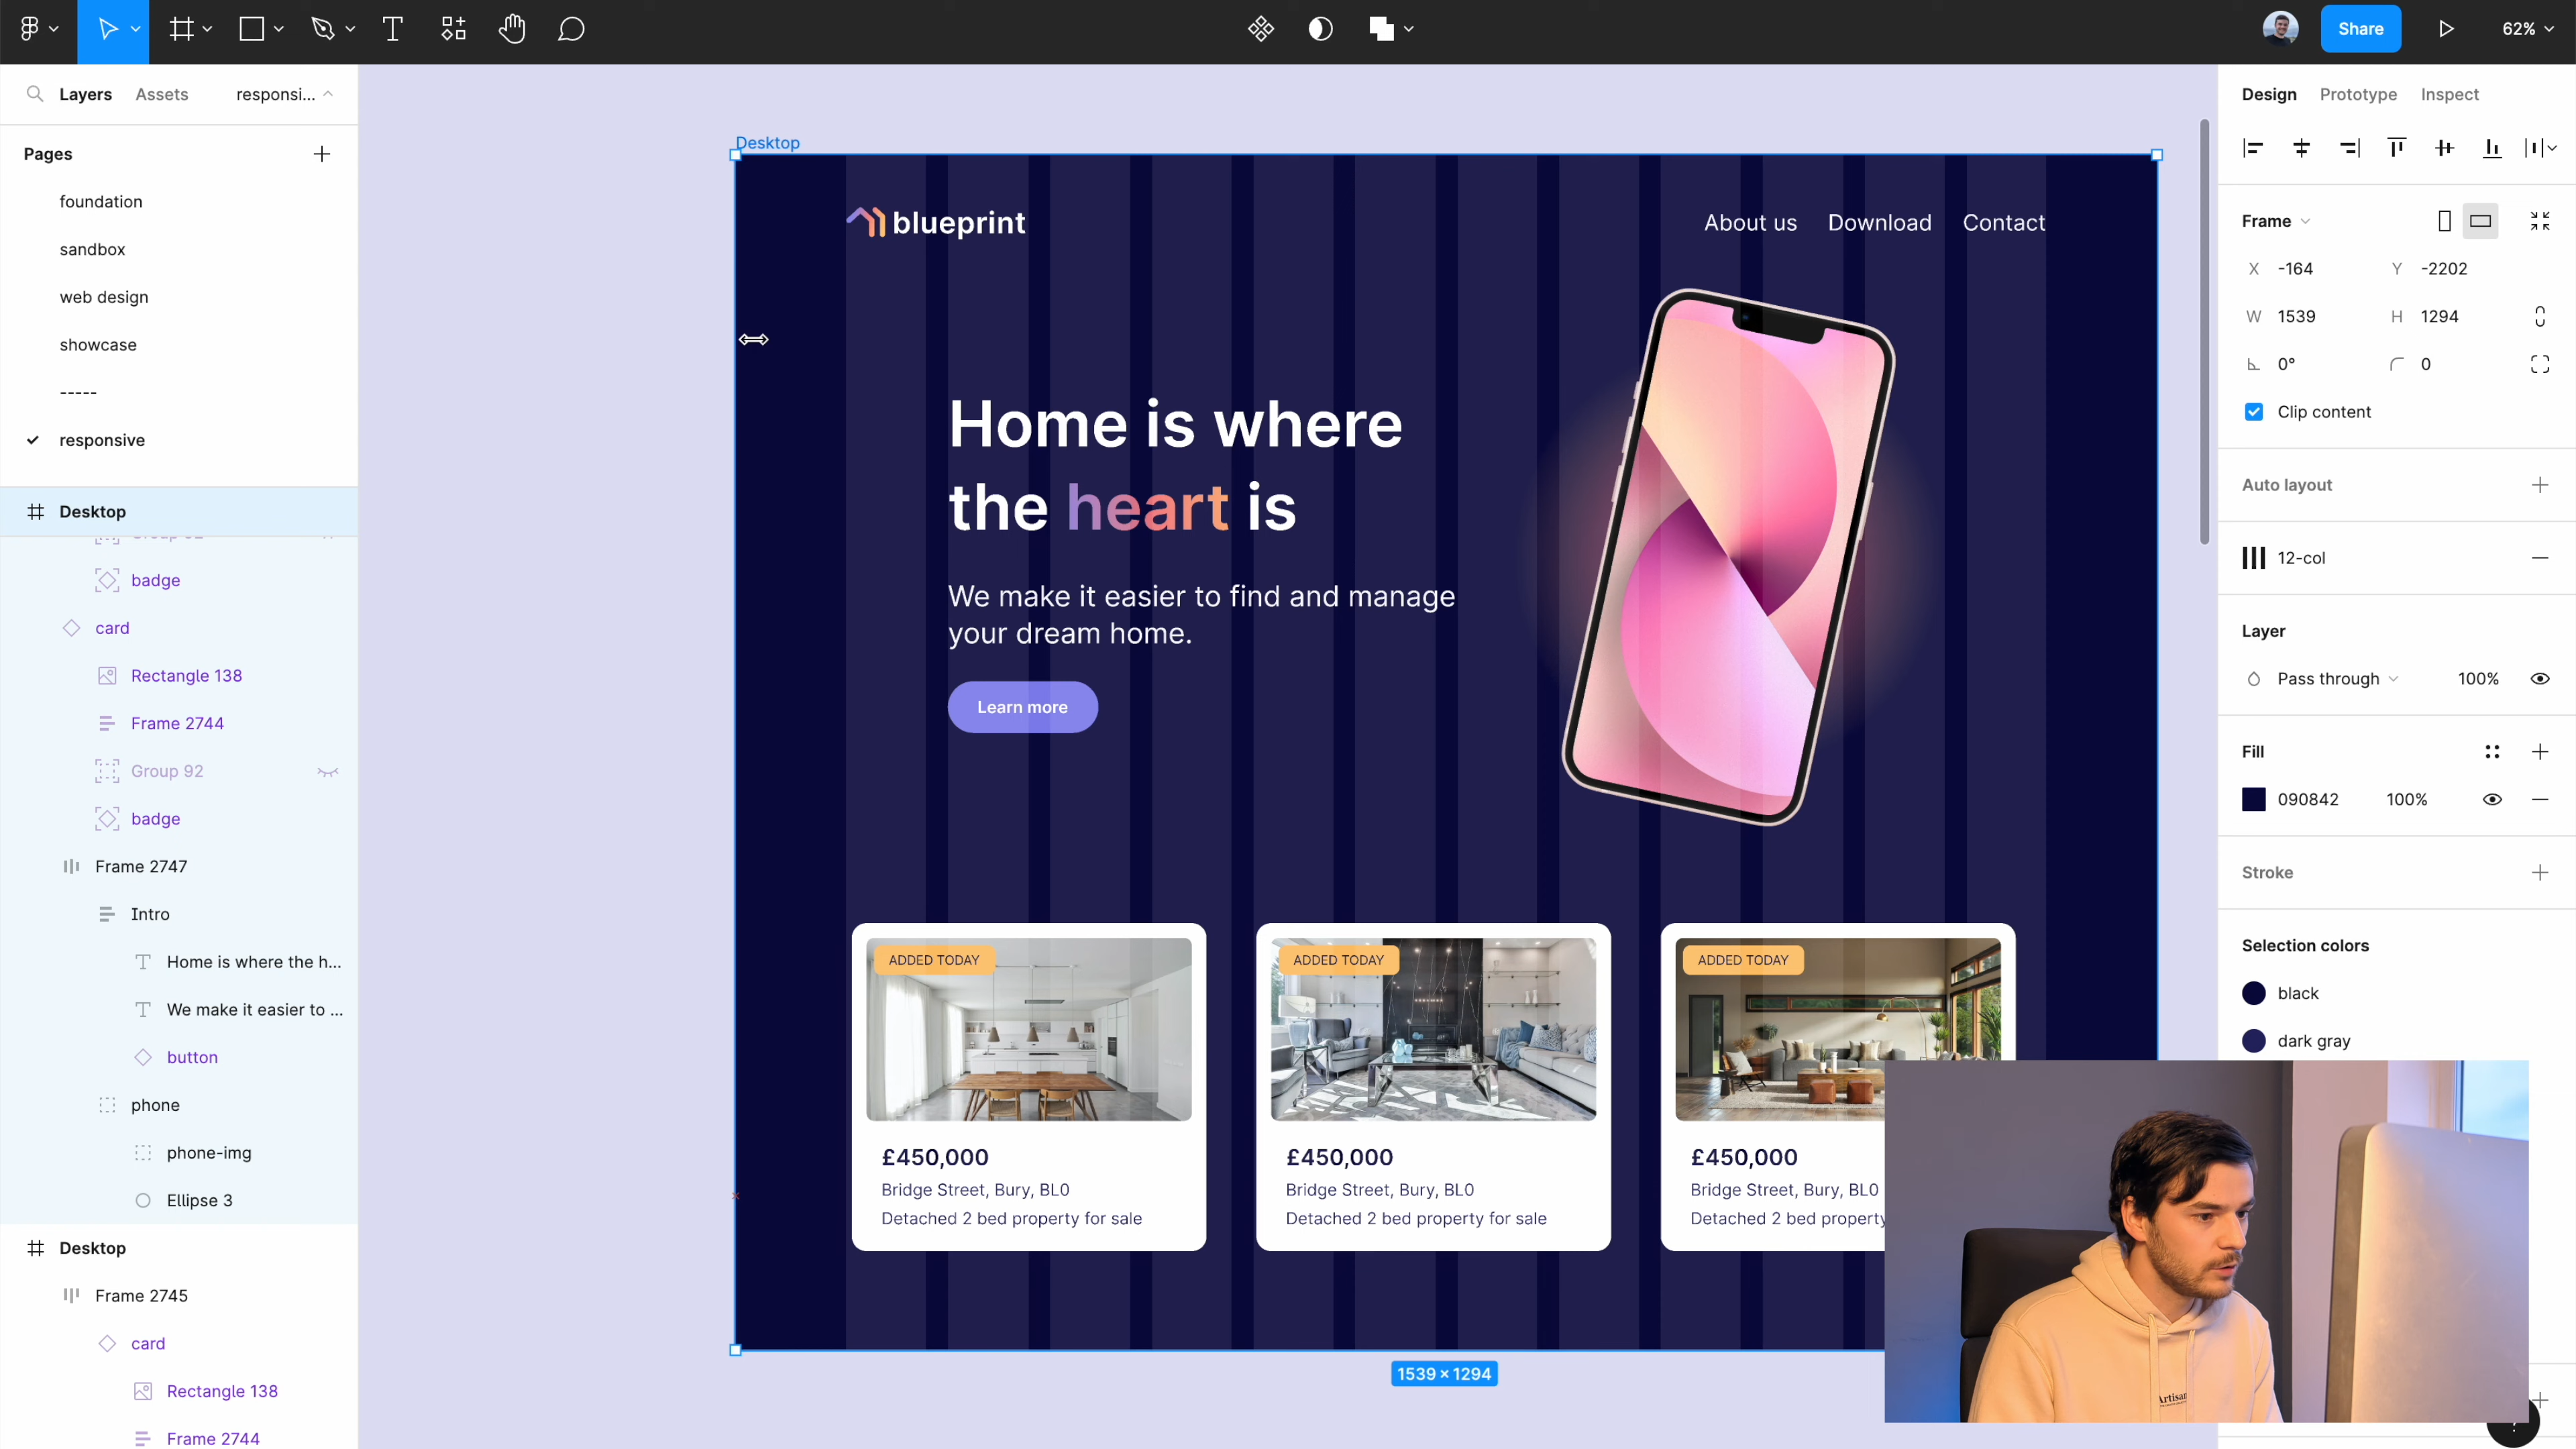 Share
62%
Layers
Assets
responsi...
Pages
foundation
sandbox
web design
showcase
-----
responsive
Desktop
badge
card
Rectangle 138
Frame 2744
Group 92
badge
Frame 2747
Intro
Home is where the h...
We make it easier to ...
button
phone
phone-img
Ellipse 3
Desktop
Frame 2745
card
Rectangle 138
Frame 2744
Desktop
blueprint
About us
Download
Contact
Home is where
the heart is
We make it easier to find and manage
your dream home.
Learn more
ADDED TODAY
£450,000
Bridge Street, Bury, BL0
Detached 2 bed property for sale
ADDED TODAY
£450,000
Bridge Street, Bury, BL0
Detached 2 bed property for sale
ADDED TODAY
£450,000
Bridge Street, Bury, BL0
Detached 2 bed property
1539 × 1294
Design
Prototype
Inspect
Frame
X -164
Y -2202
W 1539
H 1294
0°
0
Clip content
Auto layout
12-col
Layer
Pass through
100%
Fill
090842
100%
Stroke
Selection colors
black
dark gray